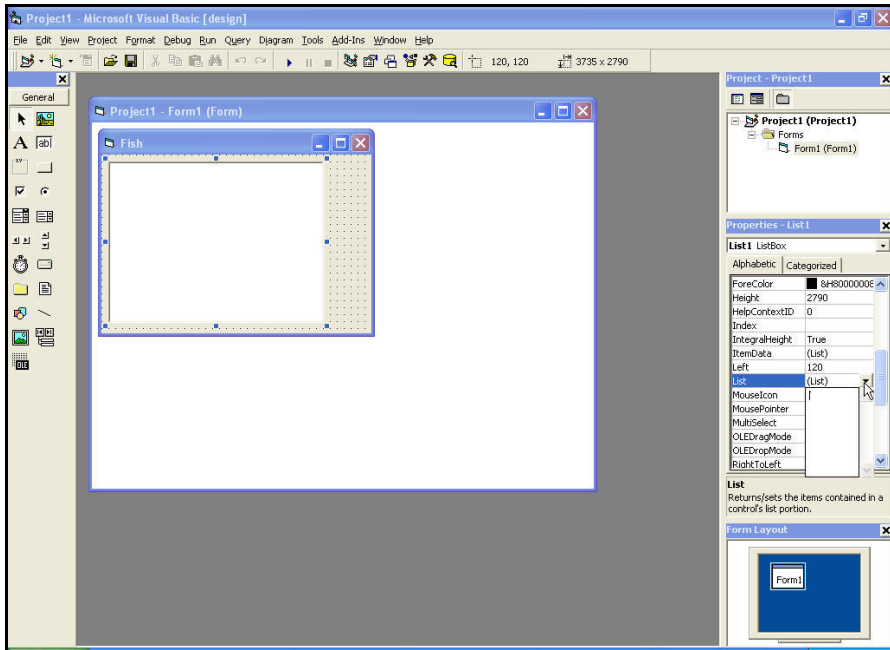 Project1 - Microsoft Visual Basic [design]
File Edit View Project Format Debug Run Query Diagram Tools Add-Ins Window Help
120, 120 3735 x 2790
General
A ab
XY
OLE
Project1 - Form1 (Form)
Fish
Project - Project1
Project1 (Project1)
Forms
Form1 (Form1)
Properties - List1
List1 ListBox
Alphabetic Categorized
ForeColor &H80000008
Height 2790
HelpContextID 0
Index
IntegralHeight True
ItemData (List)
Left 120
List (List)
MouseIcon
MousePointer
MultiSelect
OLEDragMode
OLEDropMode
RightToLeft
List
Returns/sets the items contained in a
control's list portion.
Form Layout
Form1